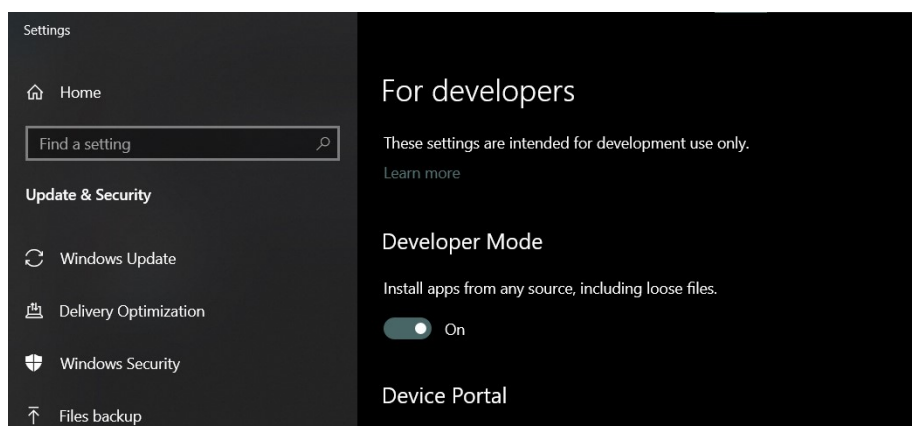 Settings
Home
Find a setting
Update & Security
Windows Update
Delivery Optimization
Windows Security
Files backup
For developers
These settings are intended for development use only.
Learn more
Developer Mode
Install apps from any source, including loose files.
On
Device Portal